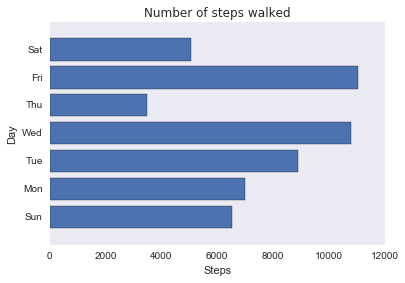 Number of steps walked
Sat
Fri
Thu
Wed
Tue
Mon
Sun
Day
0 2000 4000 6000 8000 10000 12000
Steps